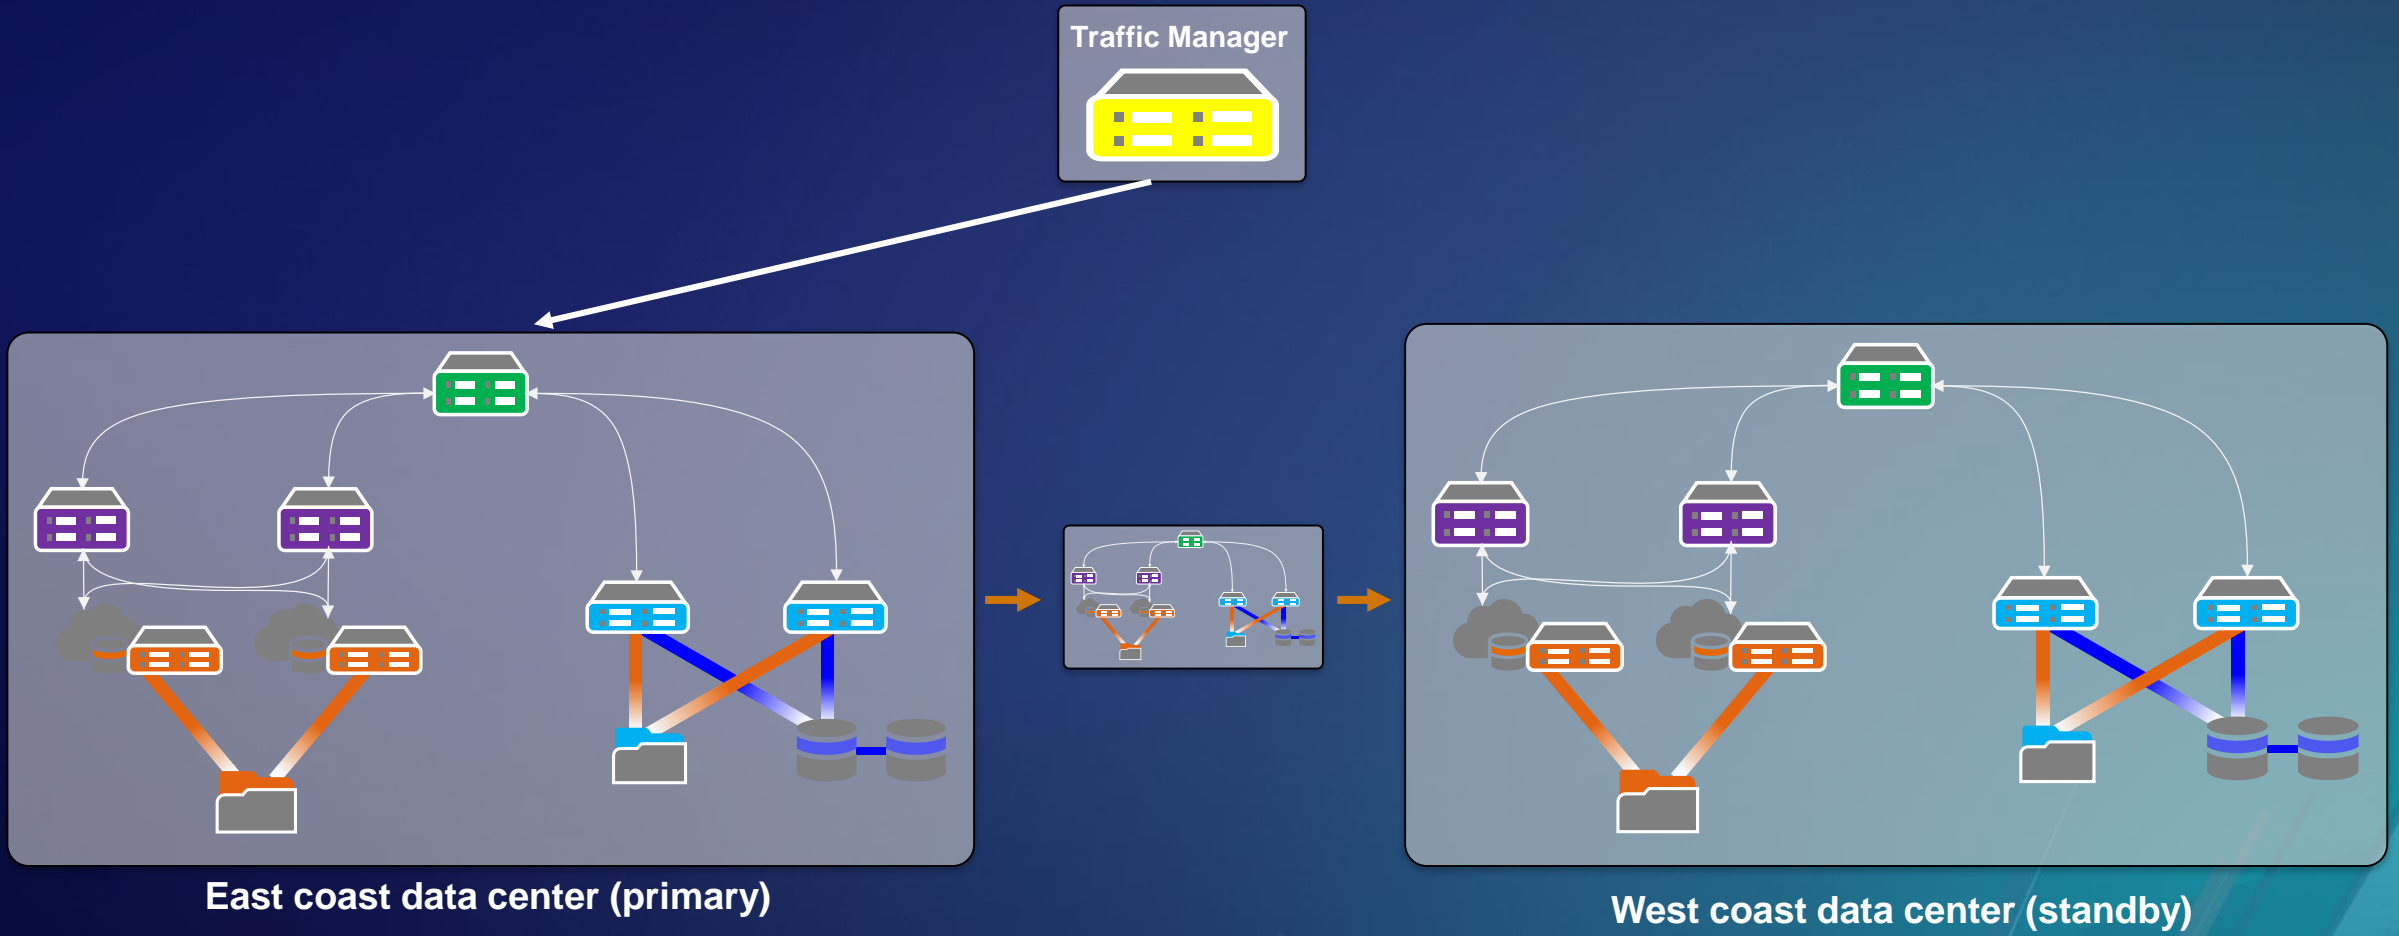 Traffic Manager
East coast data center (primary)
West coast data center (standby)